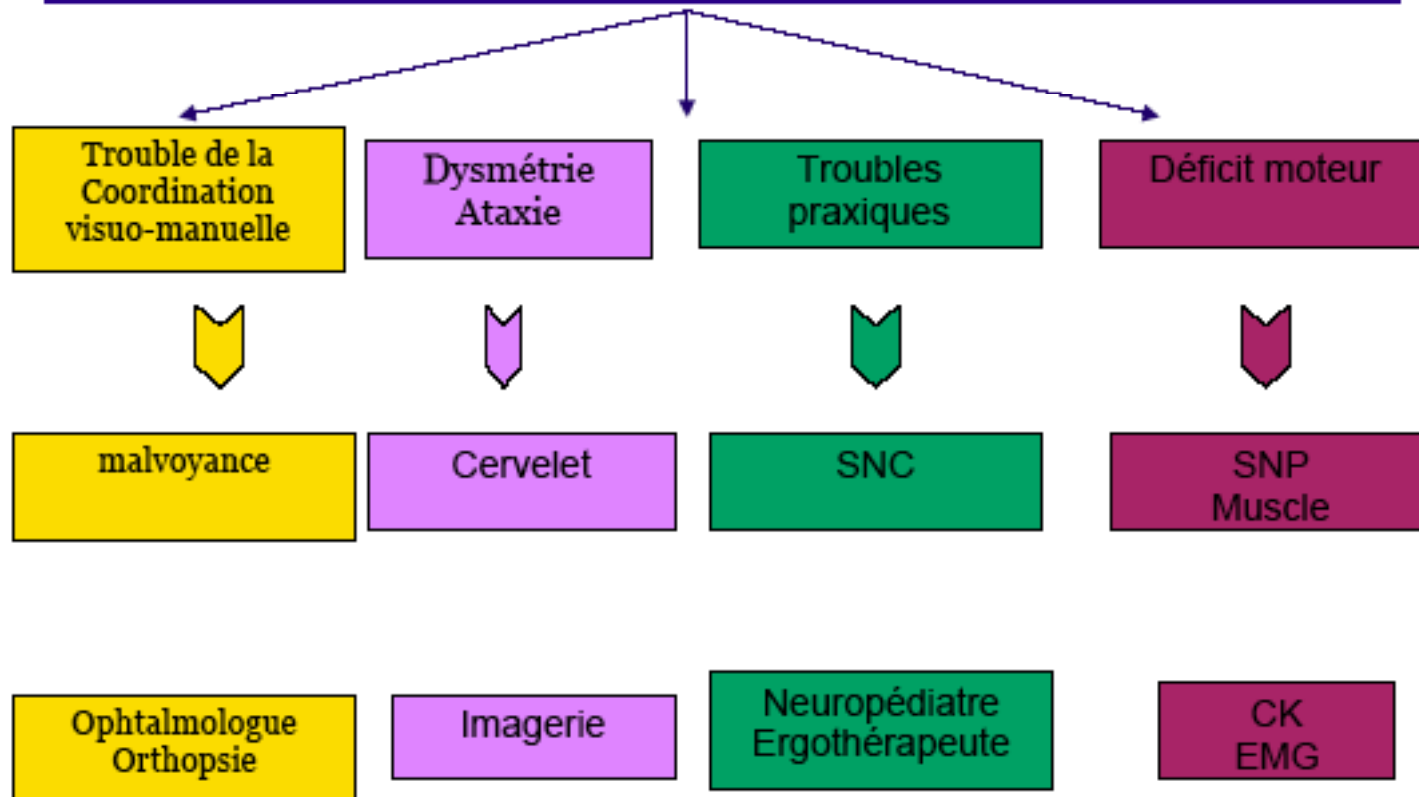 Trouble de la
Coordination
visuo-manuelle
Dysmétrie
Ataxie
Troubles
praxiques
Déficit moteur
malvoyance
Cervelet
SNC
SNP
Muscle
Ophtalmologue
Orthopsie
Imagerie
Neuropédiatre
Ergothérapeute
CK
EMG